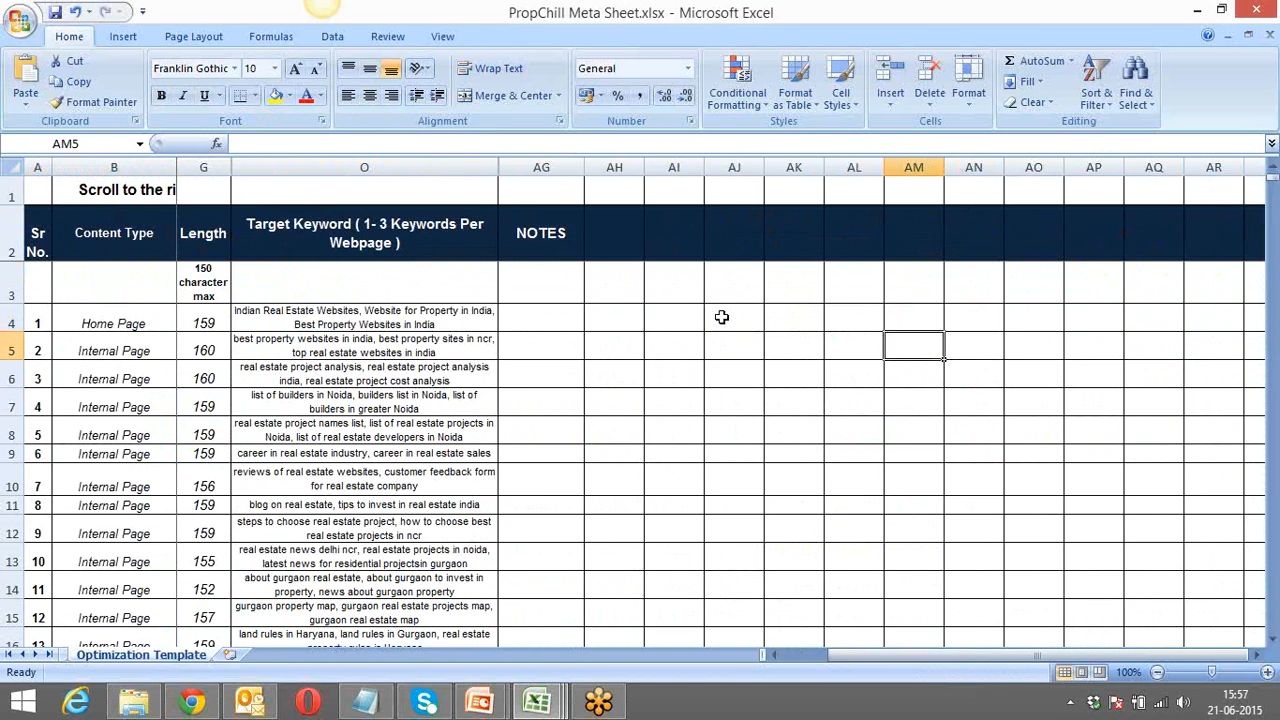 PropChill Meta Sheet.xlsx - Microsoft Excel
Home Insert Page Layout Formulas Data Review View
Cut
Copy
Format Painter
Paste
Clipboard
Franklin Gothic 10
B I U
Font
Wrap Text
Merge & Center
Alignment
General
Number
Conditional Formatting
Format as Table
Cell Styles
Styles
Insert Delete Format
Cells
AutoSum
Fill
Clear
Sort & Filter
Find & Select
Editing
AM5 fx
A B G O AG AH AI AJ AK AL AM AN AO AP AQ AR
1 Scroll to the ri
2 Sr No. Content Type Length Target Keyword ( 1- 3 Keywords Per Webpage ) NOTES
3 150 character max
4 1 Home Page 159 Indian Real Estate Websites, Website for Property in India, Best Property Websites in India
5 2 Internal Page 160 best property websites in india, best property sites in ncr, top real estate websites in india
6 3 Internal Page 160 real estate project analysis, real estate project analysis india, real estate project cost analysis
7 4 Internal Page 159 list of builders in Noida, builders list in Noida, list of builders in greater Noida
8 5 Internal Page 159 real estate project names list, list of real estate projects in Noida, list of real estate developers in Noida
9 6 Internal Page 159 career in real estate industry, career in real estate sales
10 7 Internal Page 156 reviews of real estate websites, customer feedback form for real estate company
11 8 Internal Page 159 blog on real estate, tips to invest in real estate india
12 9 Internal Page 159 steps to choose real estate project, how to choose best real estate projects in ncr
13 10 Internal Page 155 real estate news delhi ncr, real estate projects in noida, latest news for residential projectsin gurgaon
14 11 Internal Page 152 about gurgaon real estate, about gurgaon to invest in property, news about gurgaon property
15 12 Internal Page 157 gurgaon property map, gurgaon real estate projects map, gurgaon real estate map
16 13 Internal Page 159 land rules in Haryana, land rules in Gurgaon, real estate property rules in Haryana
Optimization Template
Ready 100%
15:57
21-06-2015